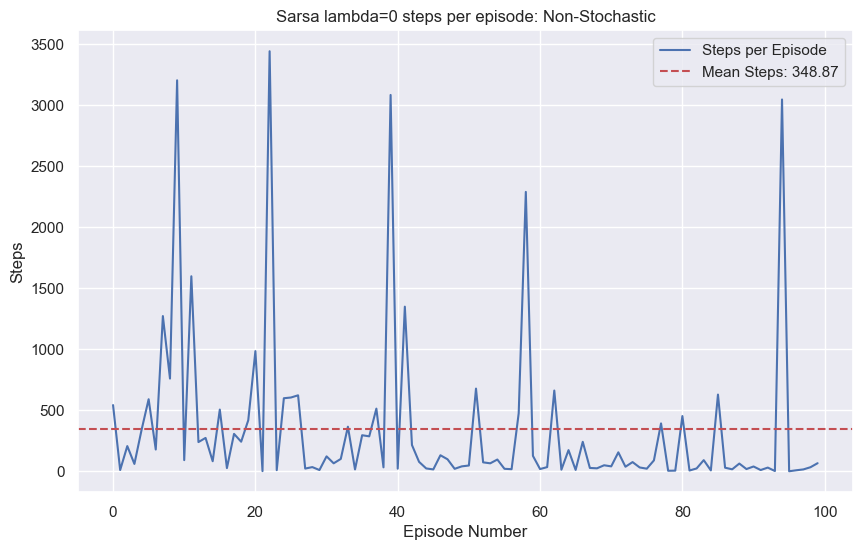 Sarsa lambda=0 steps per episode: Non-Stochastic
Steps per Episode
Mean Steps: 348.87
Steps
3500
3000
2500
2000
1500
1000
500
0
0 20 40 60 80 100
Episode Number